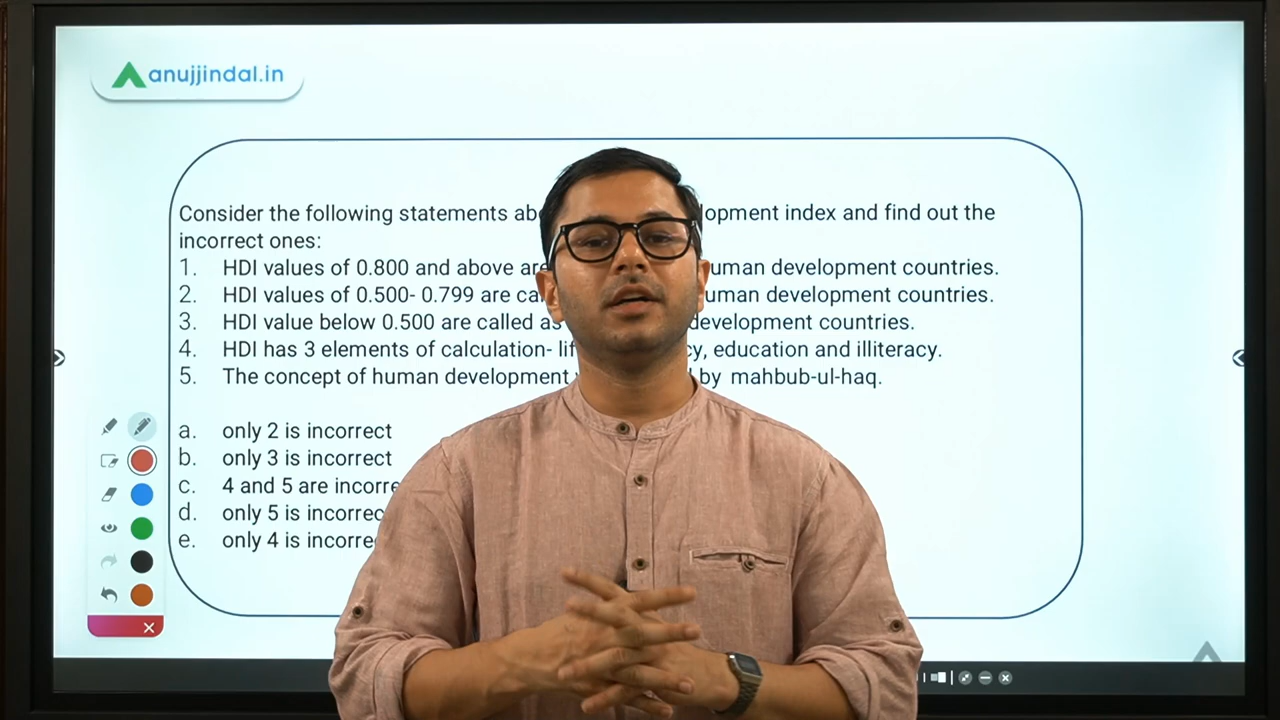 anujjindal.in
Consider the following statements lopment index and find out the
incorrect ones:
1. HDI values of 0.800 and above are uman development countries.
2. HDI values of 0.500- 0.799 are ca uman development countries.
3. HDI value below 0.500 are called as development countries.
4. HDI has 3 elements of calculation- lif cy, education and illiteracy.
5. The concept of human development by mahbub-ul-haq.
a. only 2 is incorrect
b. only 3 is incorrect
c. 4 and 5 are incorre
d. only 5 is incorrec
e. only 4 is incorre